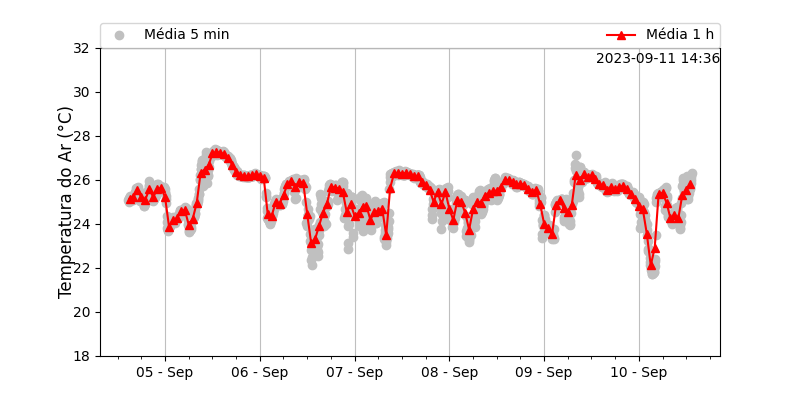 Média 5 min
Média 1 h
2023-09-11 14:36
Temperatura do Ar (°C)
32
30
28
26
24
22
20
18
05 - Sep
06 - Sep
07 - Sep
08 - Sep
09 - Sep
10 - Sep